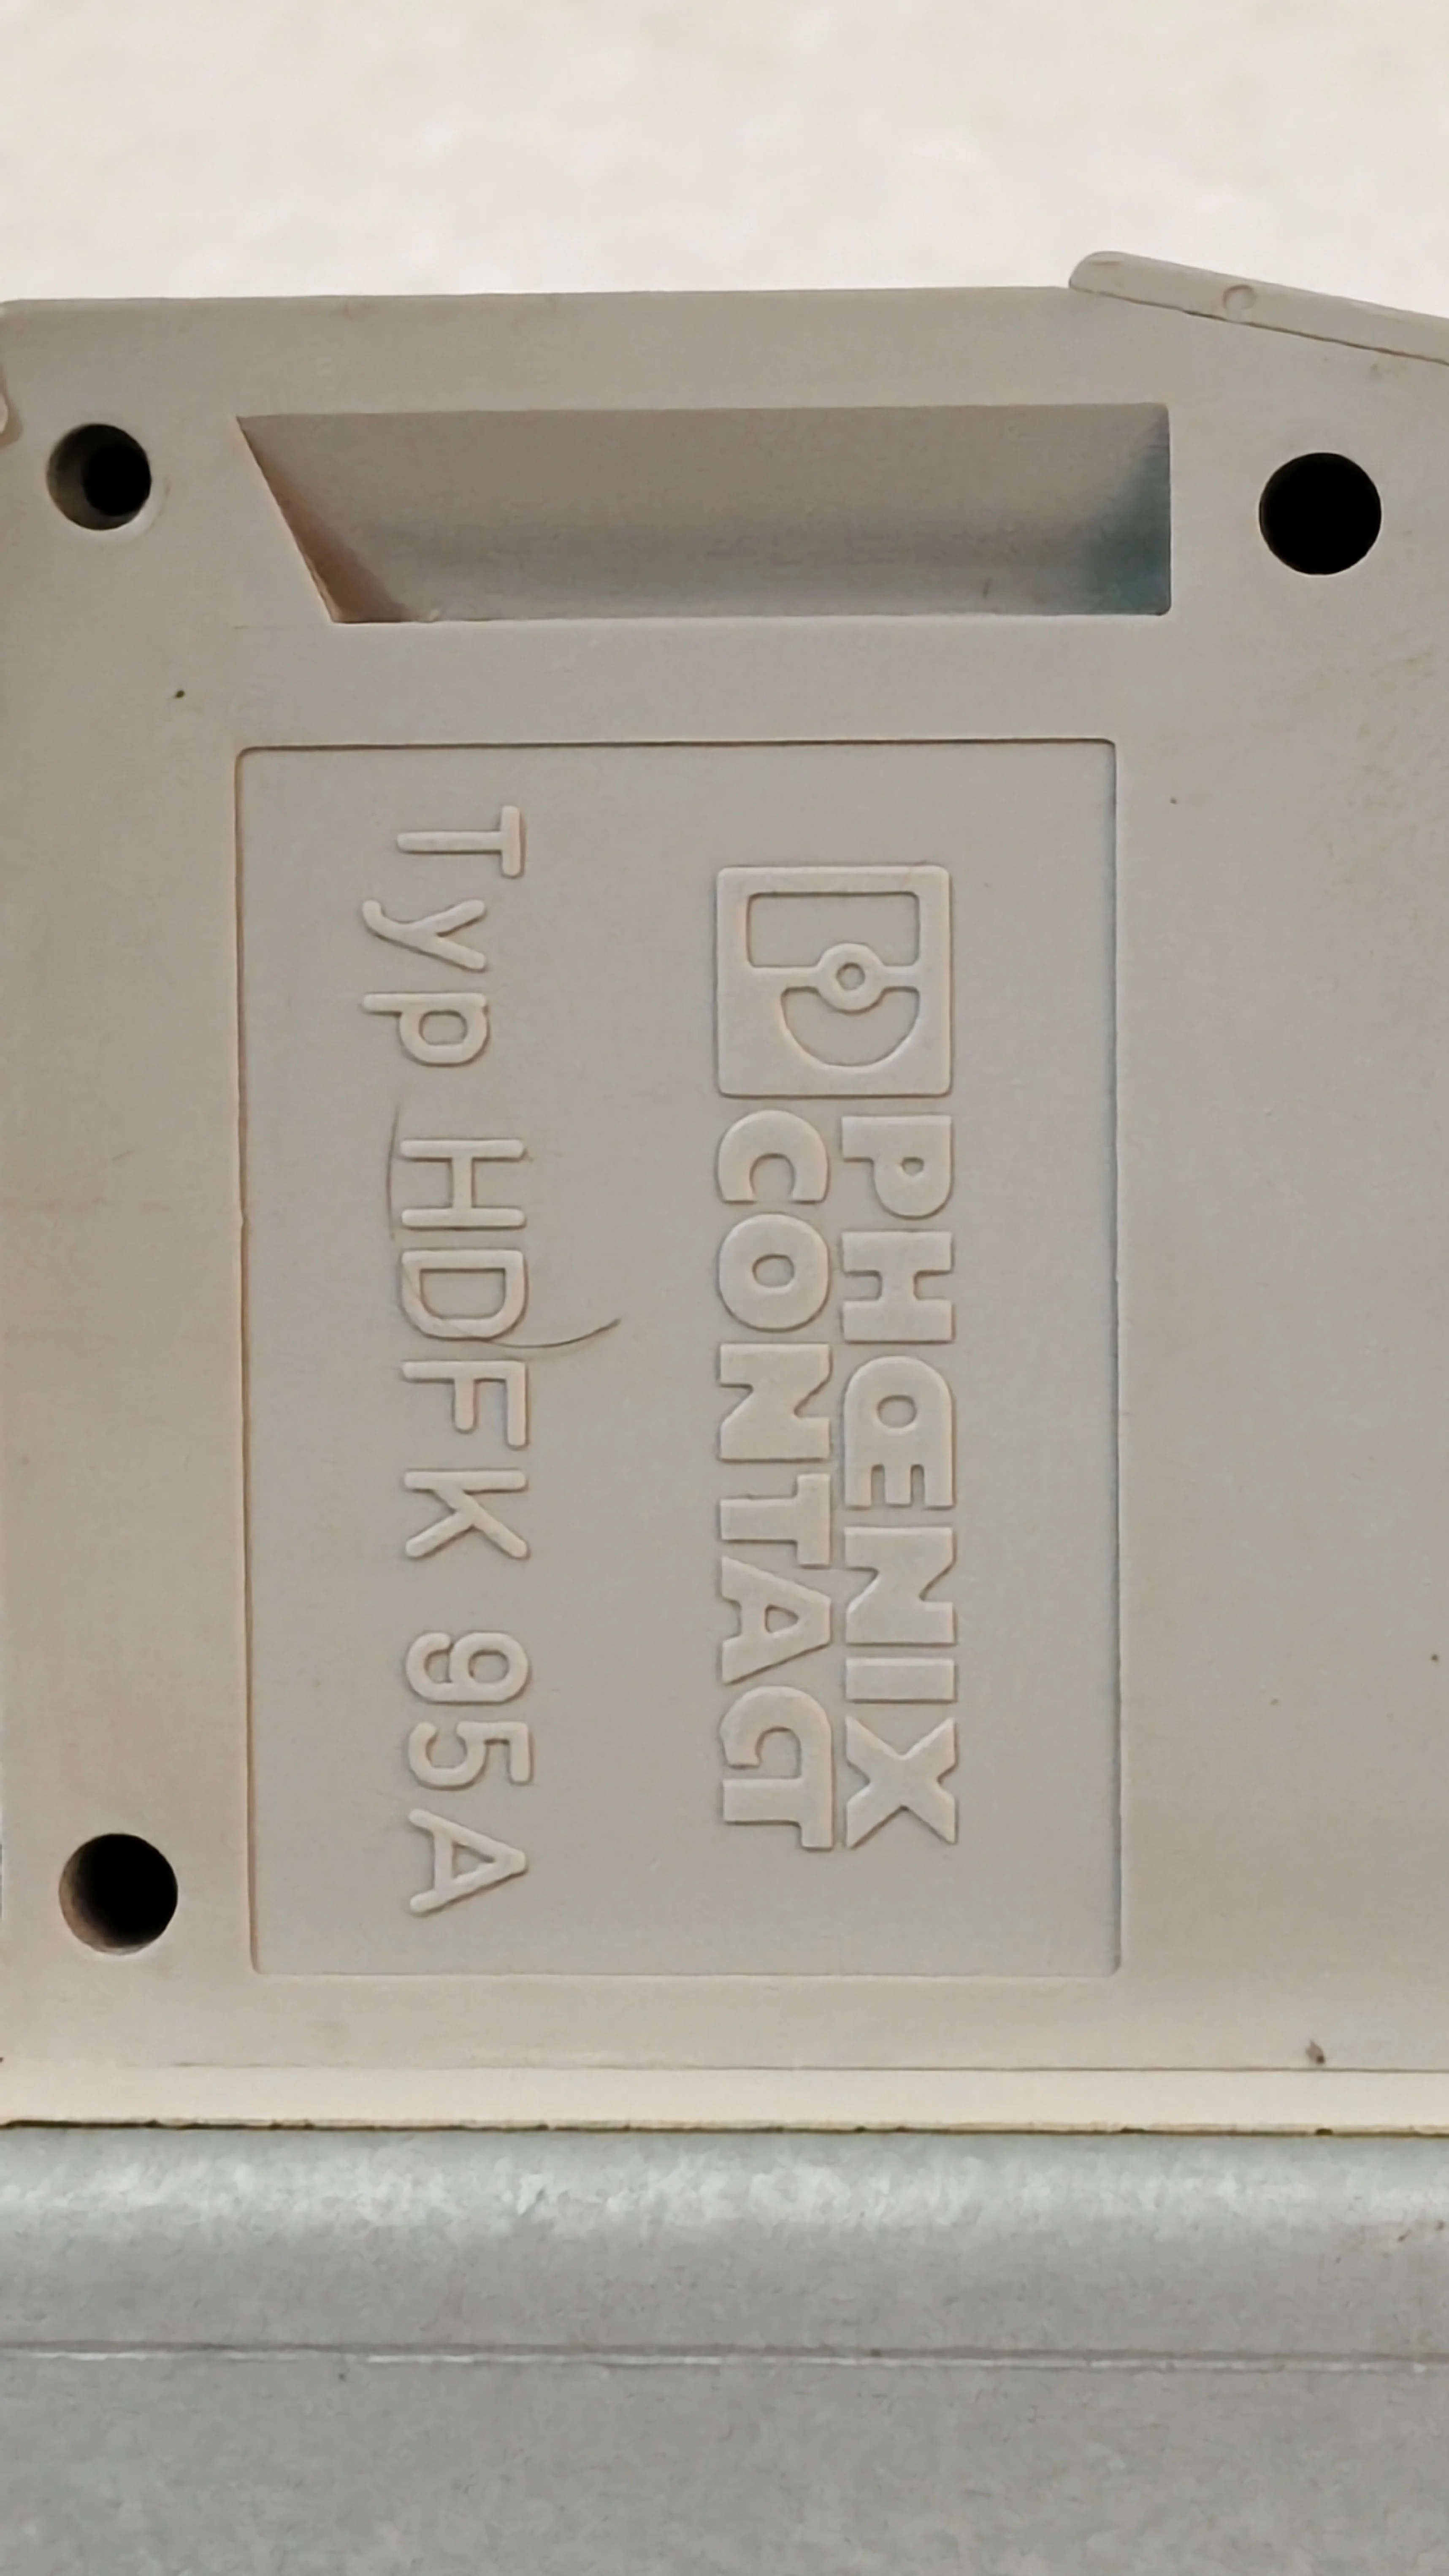 PHŒNIX
CONTACT
Typ HDFK 95A